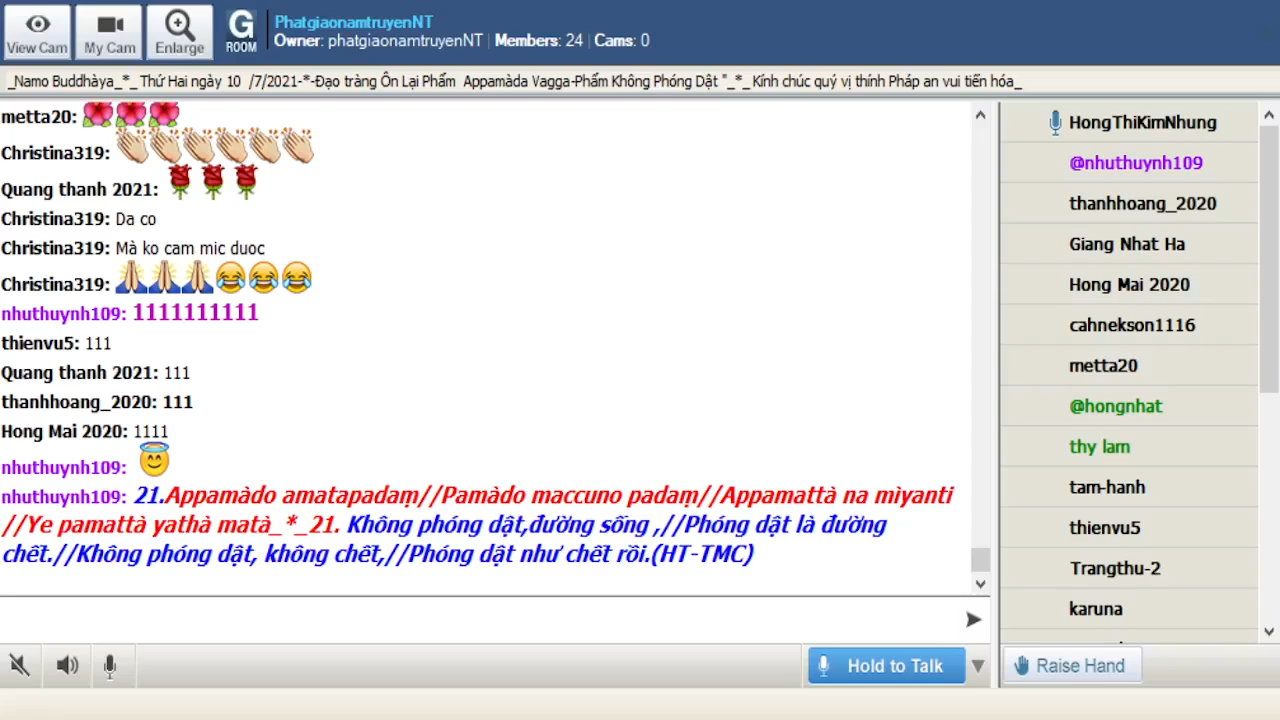 View Cam
My Cam
Enlarge
G
ROOM
PhatgiaonamtruyenNT
Owner: phatgiaonamtruyenNT | Members: 24 | Cams: 0
_Namo Buddhàya_*_ Thứ Hai ngày 10 /7/2021-*-Đạo tràng Ôn Lại Phẩm Appamàda Vagga-Phẩm Không Phóng Dật "_*_ Kính chúc quý vị thính Pháp an vui tiến hóa_
metta20:
Christina319:
Quang thanh 2021:
Christina319: Da co
Christina319: Mà ko cam mic duoc
Christina319:
nhuthuynh109: 1111111111
thienvu5: 111
Quang thanh 2021: 111
thanhhoang_2020: 111
Hong Mai 2020: 1111
nhuthuynh109:
nhuthuynh109: 21.Appamàdo amatapadaṃ//Pamàdo maccuno padaṃ//Appamattà na mìyanti
//Ye pamattà yathà matà_*_21. Không phóng dật,đường sống ,//Phóng dật là đường
chết.//Không phóng dật, không chết,//Phóng dật như chết rồi.(HT-TMC)
Hold to Talk
HongThiKimNhung
@nhuthuynh109
thanhhoang_2020
Giang Nhat Ha
Hong Mai 2020
cahnekson1116
metta20
@hongnhat
thy lam
tam-hanh
thienvu5
Trangthu-2
karuna
Raise Hand